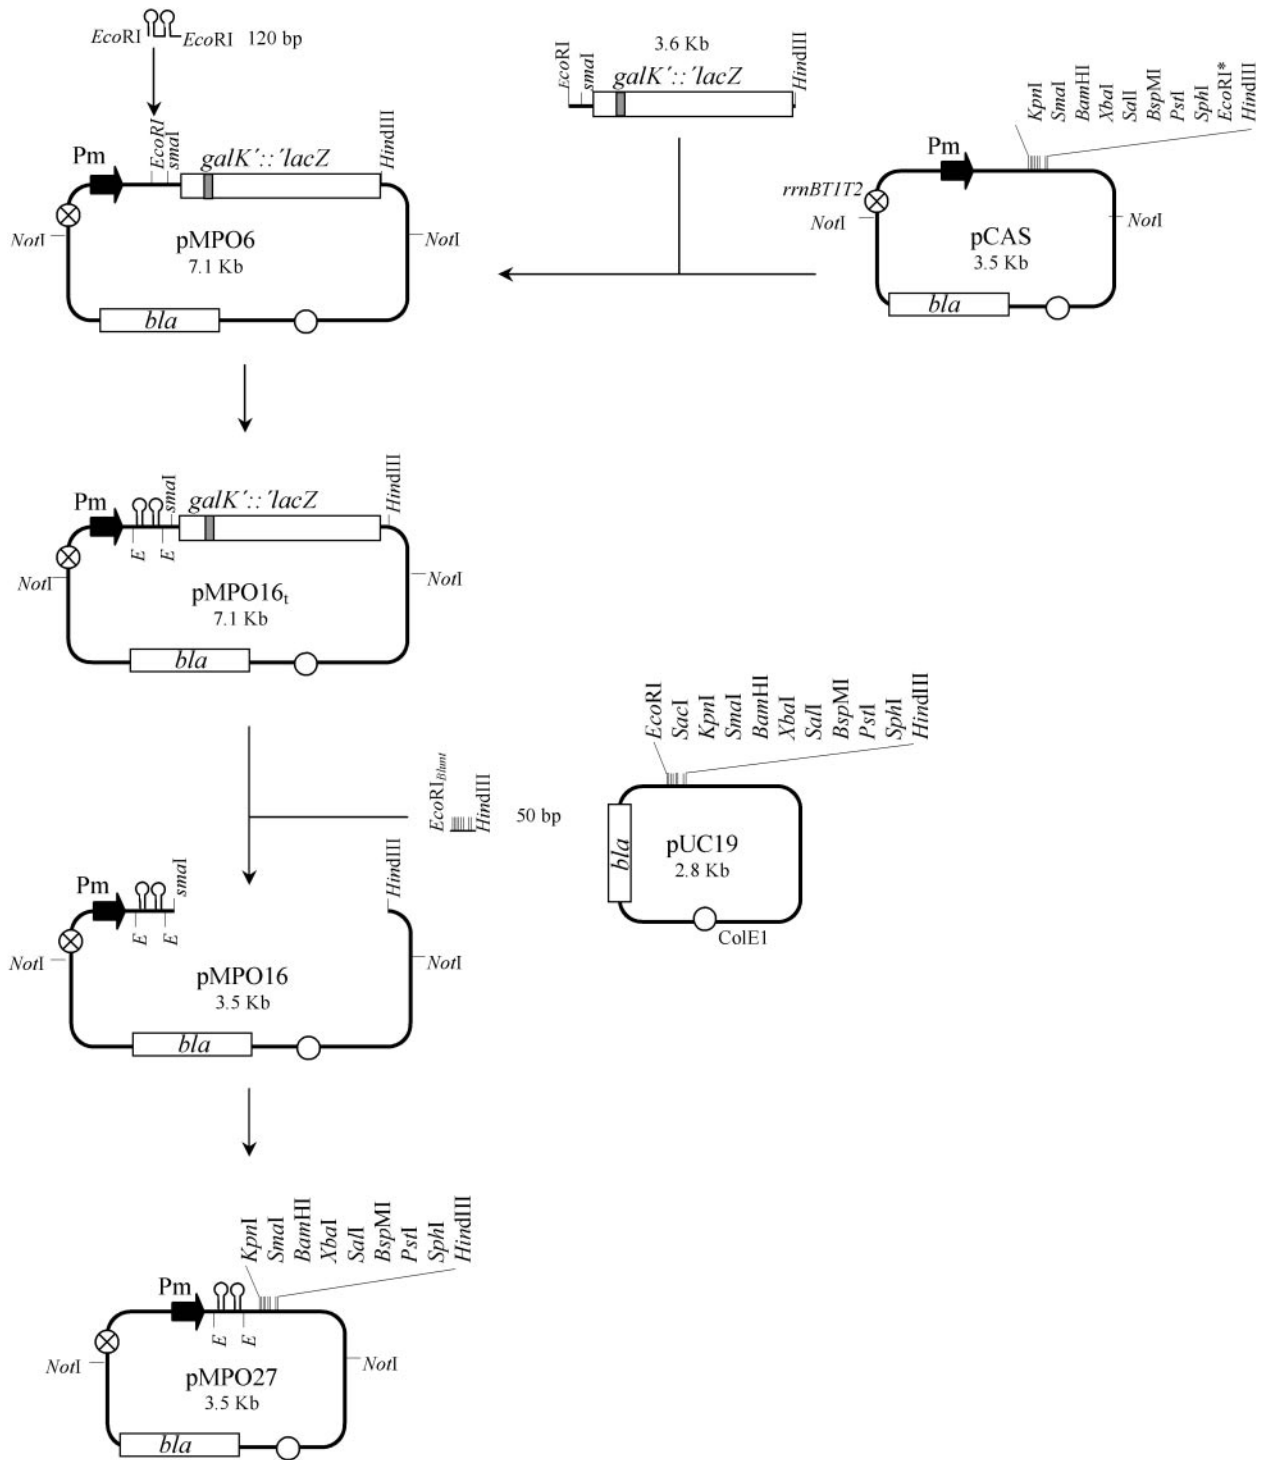 EcoRI EcoRI 120 bp
EcoRI
smaI
3.6 Kb
galK´::´lacZ
HindIII
KpnI
SmaI
BamHI
XbaI
SalI
BspMI
PstI
SphI
EcoRI*
HindIII
Pm
EcoRI
smaI
galK´::´lacZ
HindIII
NotI
NotI
pMPO6
7.1 Kb
bla
Pm
rrnBT1T2
NotI
NotI
pCAS
3.5 Kb
bla
Pm
smaI
galK´::´lacZ
HindIII
E
E
NotI
NotI
pMPO16t
7.1 Kb
bla
EcoRIBlunt
HindIII
50 bp
EcoRI
SacI
KpnI
SmaI
BamHI
XbaI
SalI
BspMI
PstI
SphI
HindIII
bla
pUC19
2.8 Kb
ColE1
Pm
smaI
HindIII
E
E
NotI
NotI
pMPO16
3.5 Kb
bla
KpnI
SmaI
BamHI
XbaI
SalI
BspMI
PstI
SphI
HindIII
Pm
E
E
NotI
NotI
pMPO27
3.5 Kb
bla